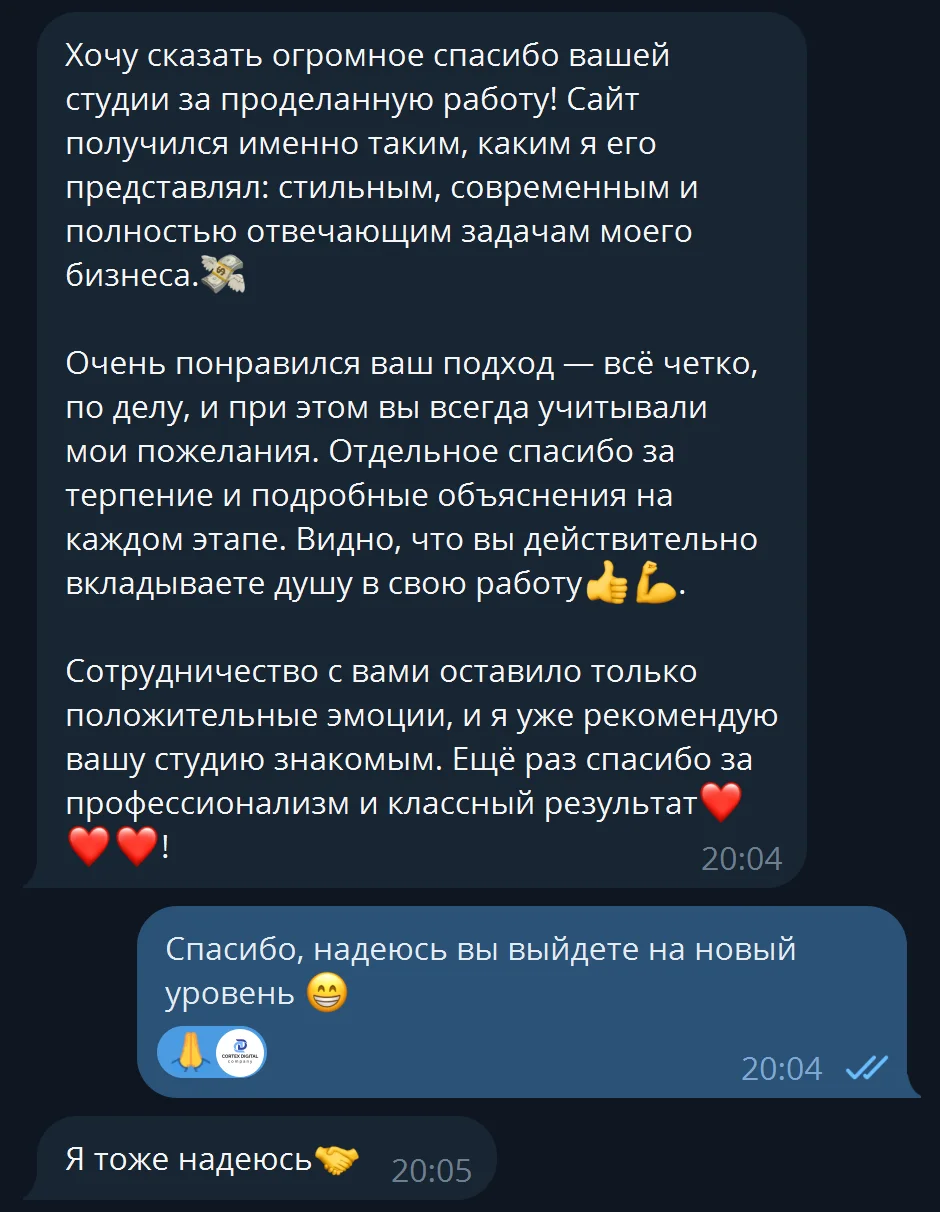 Хочу сказать огромное спасибо вашей
студии за проделанную работу! Сайт
получился именно таким, каким я его
представлял: стильным, современным и
полностью отвечающим задачам моего
бизнеса.💸
Очень понравился ваш подход — всё четко,
по делу, и при этом вы всегда учитывали
мои пожелания. Отдельное спасибо за
терпение и подробные объяснения на
каждом этапе. Видно, что вы действительно
вкладываете душу в свою работу👍💪.
Сотрудничество с вами оставило только
положительные эмоции, и я уже рекомендую
вашу студию знакомым. Ещё раз спасибо за
профессионализм и классный результат❤️
❤️❤️!
20:04
Спасибо, надеюсь вы выйдете на новый
уровень 😁
🙏
CORTEX DIGITAL
company
20:04
Я тоже надеюсь🤝
20:05